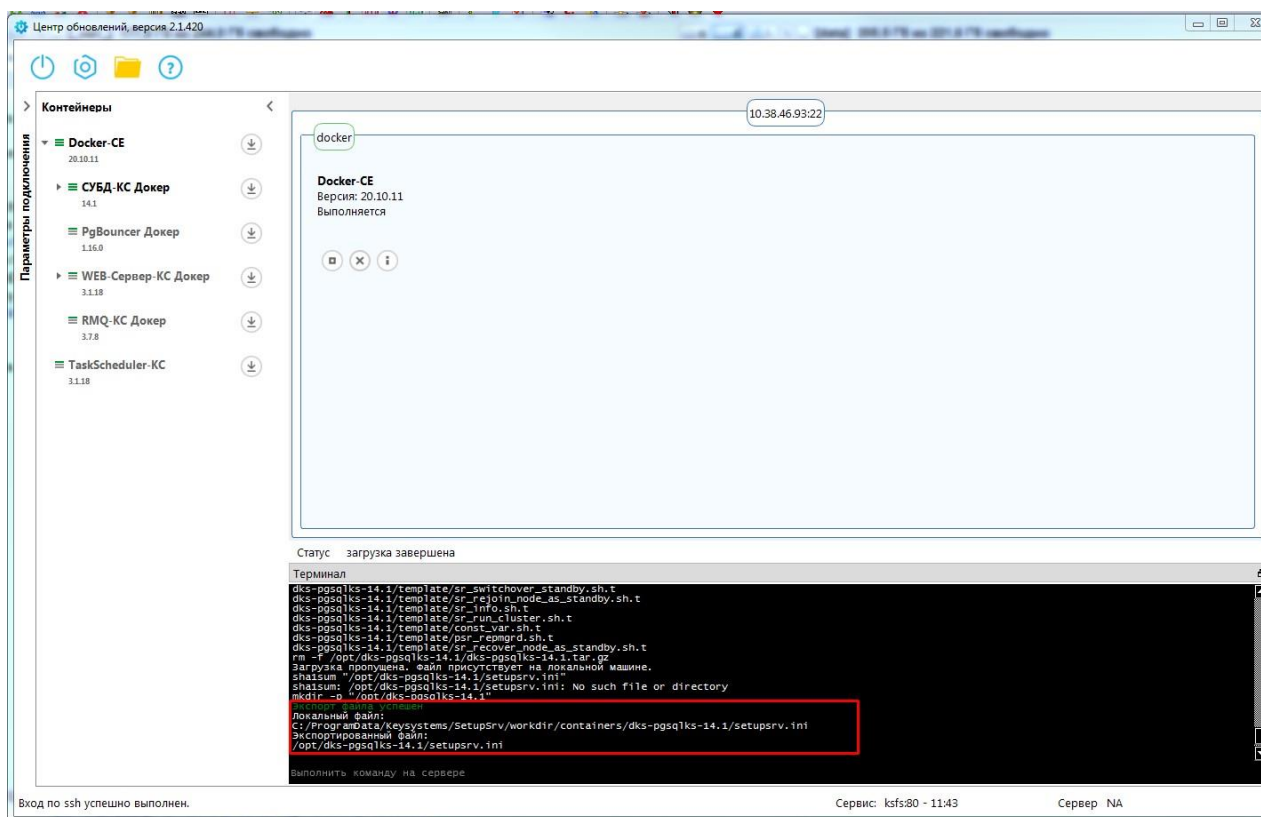 Центр обновлений, версия 2.1.420
Контейнеры
Параметры подключения
Docker-CE
20.10.11
СУБД-КС Докер
14.1
PgBouncer Докер
1.16.0
WEB-Сервер-КС Докер
3.1.18
RMQ-КС Докер
3.7.8
TaskScheduler-КС
3.1.18
10.38.46.93:22
docker
Docker-CE
Версия: 20.10.11
Выполняется
Статус загрузка завершена
Терминал
dks-pgsqlks-14.1/template/sr_switchover_standby.sh.t
dks-pgsqlks-14.1/template/sr_rejoin_node_as_standby.sh.t
dks-pgsqlks-14.1/template/sr_info.sh.t
dks-pgsqlks-14.1/template/sr_run_cluster.sh.t
dks-pgsqlks-14.1/template/const_var.sh.t
dks-pgsqlks-14.1/template/psr_repmgrd.sh.t
dks-pgsqlks-14.1/template/sr_recover_node_as_standby.sh.t
rm -f /opt/dks-pgsqlks-14.1/dks-pgsqlks-14.1.tar.gz
Загрузка пропущена. Файл присутствует на локальной машине.
sha1sum "/opt/dks-pgsqlks-14.1/setupsrv.ini"
sha1sum: /opt/dks-pgsqlks-14.1/setupsrv.ini: No such file or directory
mkdir -p "/opt/dks-pgsqlks-14.1"
Экспорт файла успешен
Локальный файл:
C:/ProgramData/Keysystems/SetupSrv/workdir/containers/dks-pgsqlks-14.1/setupsrv.ini
Экспортированный файл:
/opt/dks-pgsqlks-14.1/setupsrv.ini
Выполнить команду на сервере
Вход по ssh успешно выполнен.
Сервис: ksfs:80 - 11:43
Сервер NA